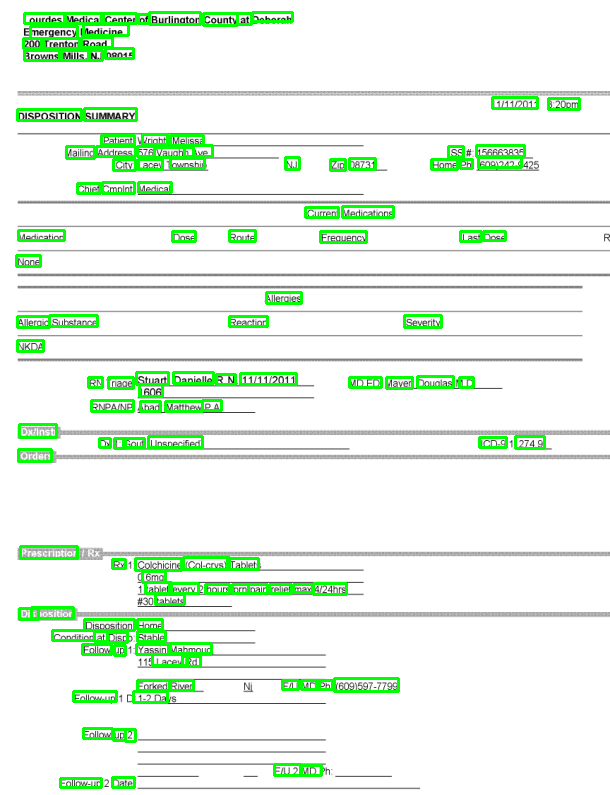 Lourdes Medical Center of Burlington County at Deborah
Emergency Medicine
200 Trenton Road
Browns Mills, NJ 08015
11/11/2011 3:20pm
DISPOSITION SUMMARY
Patient: Wright, Melissa
Mailing Address: 576 Vaughn Ave. SS #: 156663835
City: Lacey Township NJ Zip: 08731 Home Ph: (609)242-9425
Chief Cmplnt: Medical
Current Medications
Medication Dose Route Frequency Last Dose R
None
Allergies
Allergic Substance Reaction Severity
NKDA
RN Triage: Stuart, Danielle R.N. 11/11/2011 MD ED: Mayer, Douglas M.D.
1606
RNPA/NP: Abad, Matthew P.A.
Dx/Inst
Dx 1: Gout, Unspecified ICD-9 1: 274.9
Orders
Prescription / Rx
Rx 1: Colchicine (Col-crys) Tablets
0.6mg
1 tablet every 2 hours prn pain relief max 4/24hrs
#30 tablets
Disposition
Disposition: Home
Condition at Dispo: Stable
Follow-up 1: Yassin, Mahmoud
115 Lacey Rd.
Forked River Nj F/U MD Ph: (609)597-7799
Follow-up 1 D: 1-2 Days
Follow-up 2:
F/U 2 MD Ph:
Follow-up 2 Date: